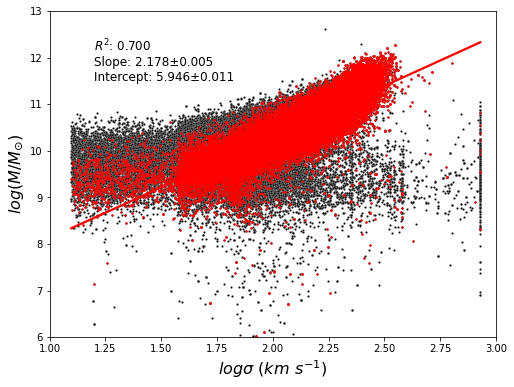 13
12
11
10
9
8
7
6
R²: 0.700
Slope: 2.178±0.005
Intercept: 5.946±0.011
log(M/M⊙)
1.00 1.25 1.50 1.75 2.00 2.25 2.50 2.75 3.00
logσ (km s⁻¹)